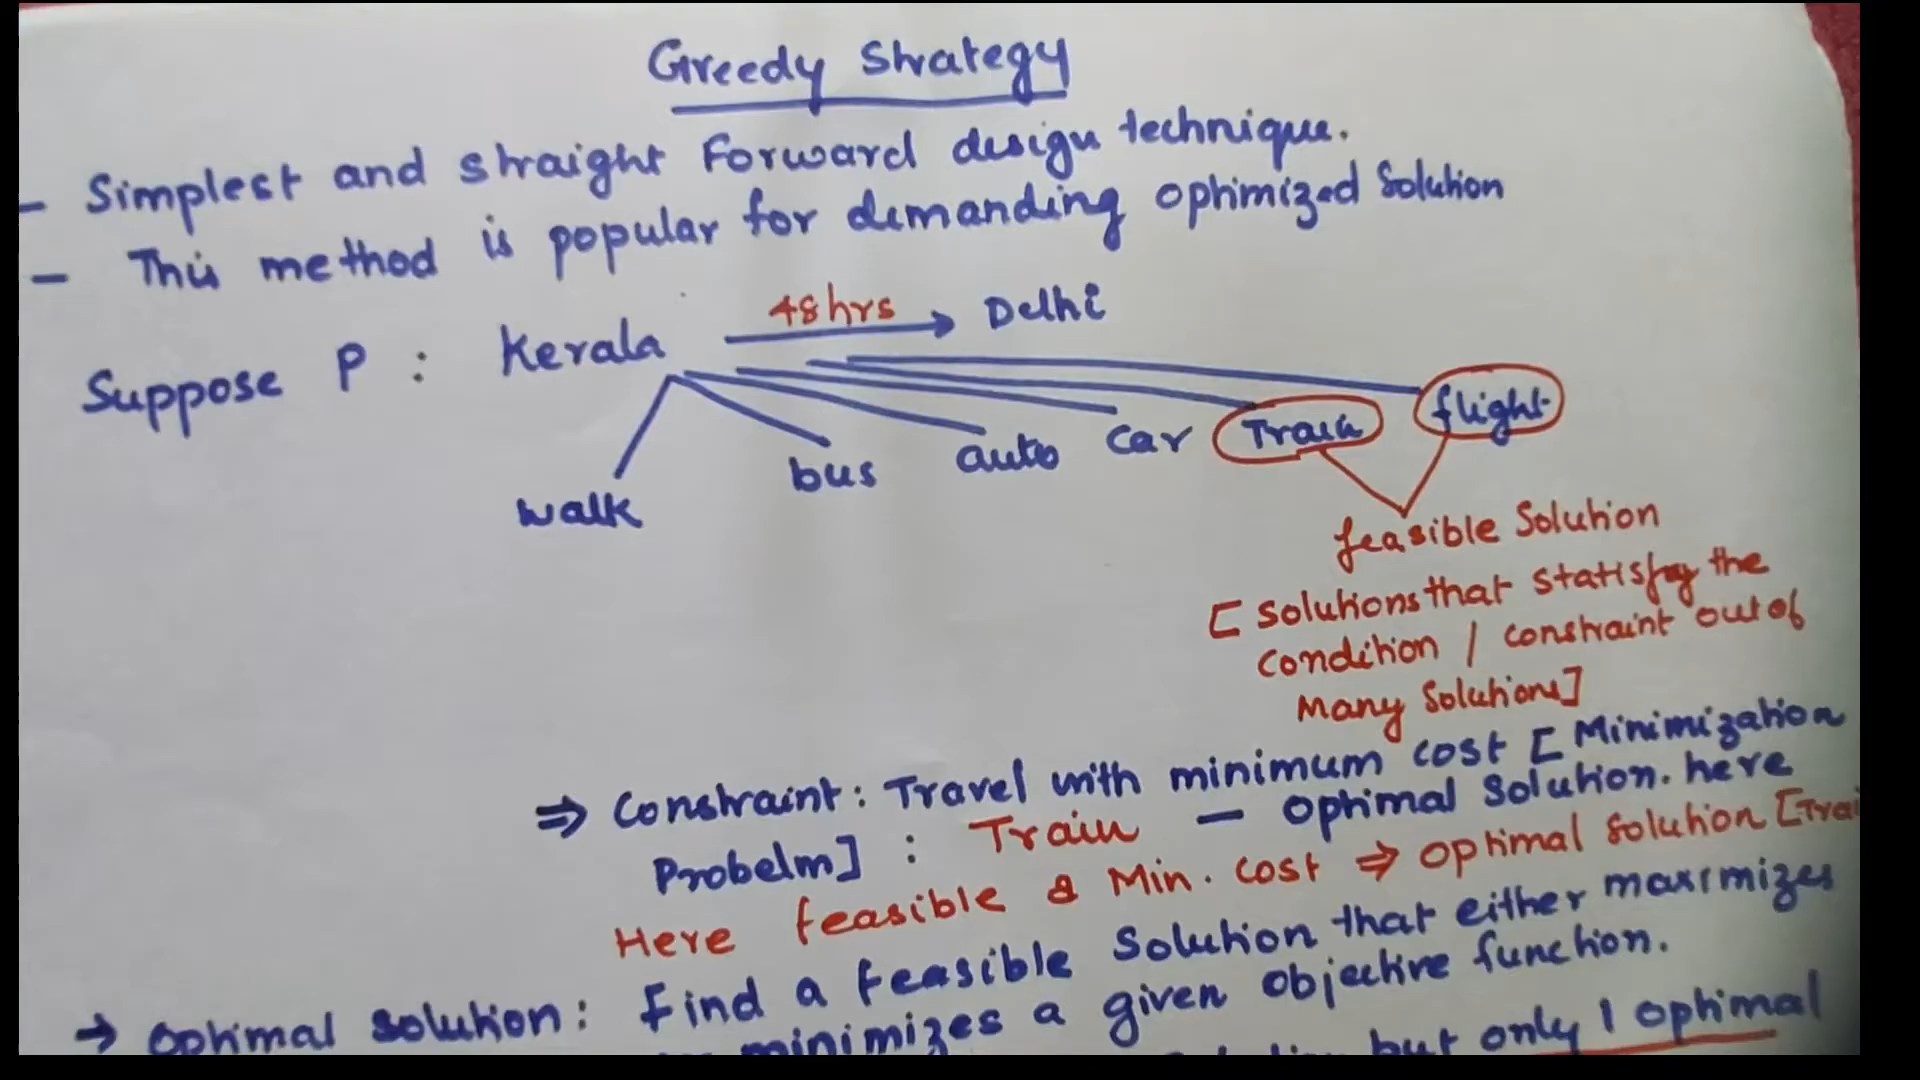 Greedy Strategy
- Simplest and straight Forward design technique.
- This method is popular for demanding optimized solution
Suppose P : Kerala 48hrs → Delhi
walk bus auto car Train flight
feasible Solution
[ Solutions that statisfy the
condition / constraint out of
Many Solutions]
⇒ Constraint: Travel with minimum cost [ Minimization
Probelm] : Train - optimal solution. here
Here feasible & Min. cost ⇒ optimal solution [Trai
→ optimal solution: Find a feasible solution that either maximizes
minimizes a given objective function.
but only 1 optimal